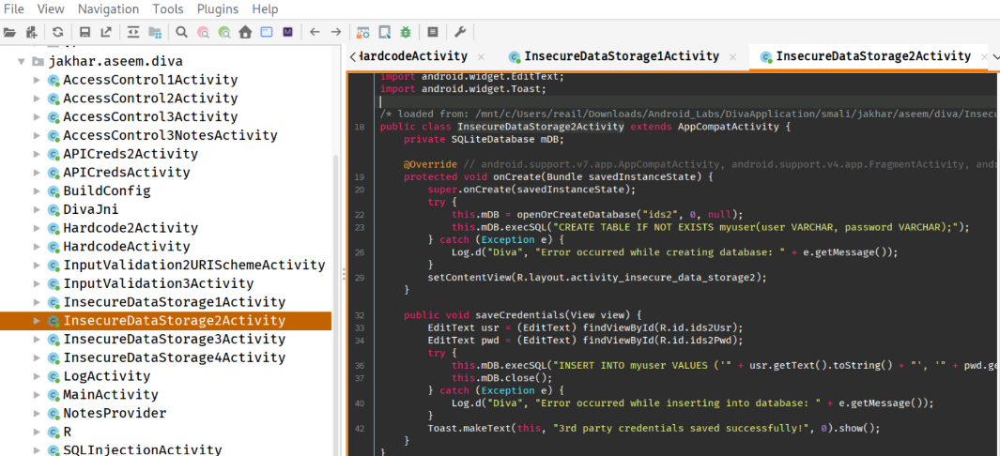 File View Navigation Tools Plugins Help
jakhar.aseem.diva
AccessControl1Activity
AccessControl2Activity
AccessControl3Activity
AccessControl3NotesActivity
APICreds2Activity
APICredsActivity
BuildConfig
DivaJni
Hardcode2Activity
HardcodeActivity
InputValidation2URISchemeActivity
InputValidation3Activity
InsecureDataStorage1Activity
InsecureDataStorage2Activity
InsecureDataStorage3Activity
InsecureDataStorage4Activity
LogActivity
MainActivity
NotesProvider
R
SQLInjectionActivity
HardcodeActivity InsecureDataStorage1Activity InsecureDataStorage2Activity
import android.widget.EditText;
import android.widget.Toast;
/* loaded from: /mnt/c/Users/reail/Downloads/Android_Labs/DivaApplication/smali/jakhar/aseem/diva/Insecu
18 public class InsecureDataStorage2Activity extends AppCompatActivity {
private SQLiteDatabase mDB;
@Override // android.support.v7.app.AppCompatActivity, android.support.v4.app.FragmentActivity, andr
19 protected void onCreate(Bundle savedInstanceState) {
20 super.onCreate(savedInstanceState);
try {
22 this.mDB = openOrCreateDatabase("ids2", 0, null);
23 this.mDB.execSQL("CREATE TABLE IF NOT EXISTS myuser(user VARCHAR, password VARCHAR);");
} catch (Exception e) {
26 Log.d("Diva", "Error occurred while creating database: " + e.getMessage());
}
29 setContentView(R.layout.activity_insecure_data_storage2);
}
32 public void saveCredentials(View view) {
33 EditText usr = (EditText) findViewById(R.id.ids2Usr);
34 EditText pwd = (EditText) findViewById(R.id.ids2Pwd);
try {
36 this.mDB.execSQL("INSERT INTO myuser VALUES ('" + usr.getText().toString() + "', '" + pwd.ge
37 this.mDB.close();
} catch (Exception e) {
40 Log.d("Diva", "Error occurred while inserting into database: " + e.getMessage());
}
42 Toast.makeText(this, "3rd party credentials saved successfully!", 0).show();
}
}